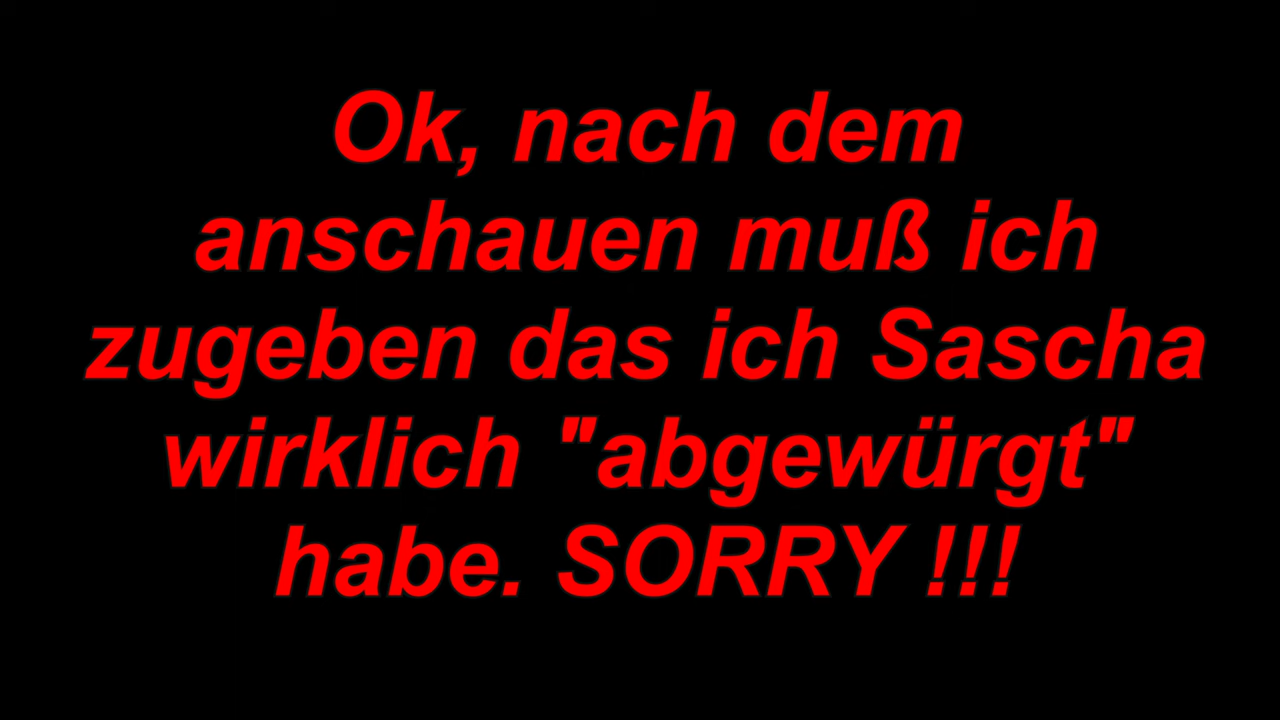 Ok, nach dem
anschauen muß ich
zugeben das ich Sascha
wirklich "abgewürgt"
habe. SORRY !!!